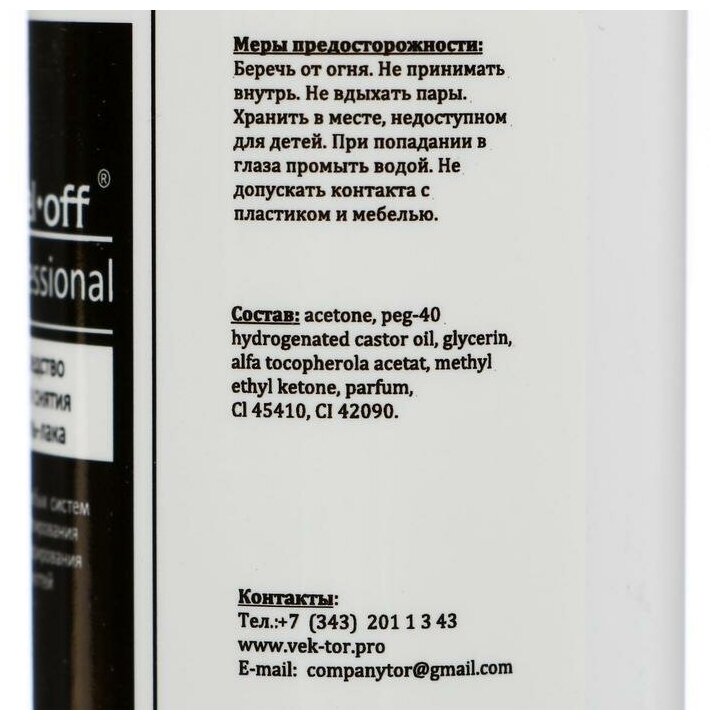 Меры предосторожности:
Беречь от огня. Не принимать
внутрь. Не вдыхать пары.
Хранить в месте, недоступном
для детей. При попадании в
глаза промыть водой. Не
допускать контакта с
пластиком и мебелью.
Состав: acetone, peg-40
hydrogenated castor oil, glycerin,
alfa tocopherola acetat, methyl
ethyl ketone, parfum,
Cl 45410, CI 42090.
Контакты:
Тел.:+7 (343) 201 1 3 43
www.vek-tor.pro
E-mail: companytor@gmail.com
off ®
систем